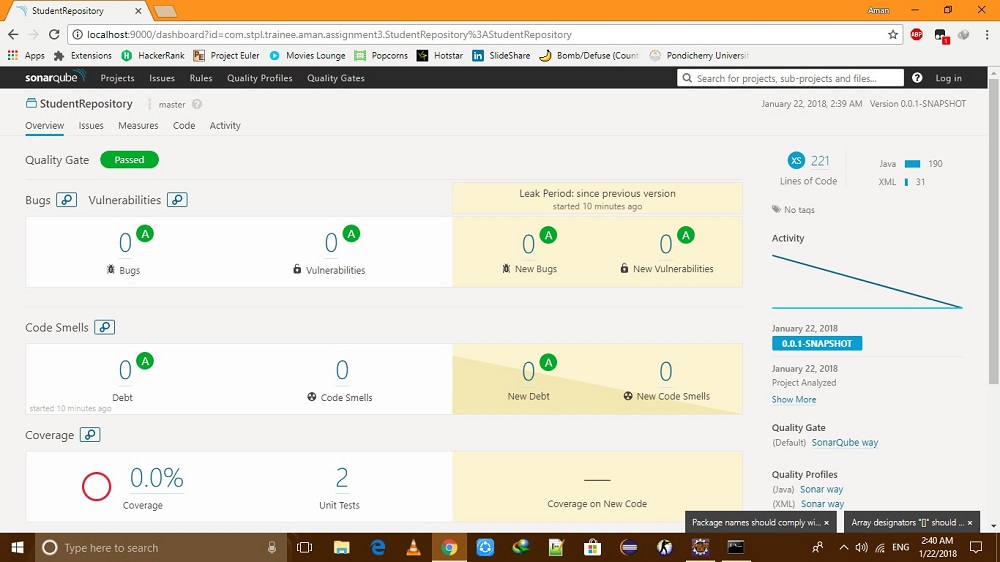 StudentRepository
Aman
localhost:9000/dashboard?id=com.stpl.trainee.aman.assignment3.StudentRepository%3AStudentRepository
ABP
1
Apps
Extensions
HackerRank
Project Euler
Movies Lounge
Popcorns
Hotstar
SlideShare
Bomb/Defuse (Count
Pondicherry Universit
sonarqube
Projects
Issues
Rules
Quality Profiles
Quality Gates
Search for projects, sub-projects and files...
Log in
StudentRepository
master
January 22, 2018, 2:39 AM Version 0.0.1-SNAPSHOT
Overview
Issues
Measures
Code
Activity
Quality Gate
Passed
Bugs
Vulnerabilities
Leak Period: since previous version
started 10 minutes ago
0 A
Bugs
0 A
Vulnerabilities
0 A
New Bugs
0 A
New Vulnerabilities
Code Smells
0 A
Debt
started 10 minutes ago
0
Code Smells
0 A
New Debt
0
New Code Smells
Coverage
0.0%
Coverage
2
Unit Tests
Coverage on New Code
XS 221
Lines of Code
Java 190
XML 31
No tags
Activity
January 22, 2018
0.0.1-SNAPSHOT
January 22, 2018
Project Analyzed
Show More
Quality Gate
(Default) SonarQube way
Quality Profiles
(Java) Sonar way
(XML) Sonar way
Package names should comply wi... ×
Array designators "[]" should ... ×
Type here to search
ENG
2:40 AM
1/22/2018